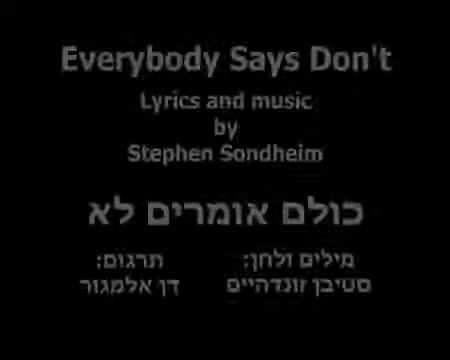 Everybody Says Don't
Lyrics and music
by
Stephen Sondheim
כולם אומרים לא
מילים ולחן:
סטיבן זונדהיים
תרגום:
דן אלמגור